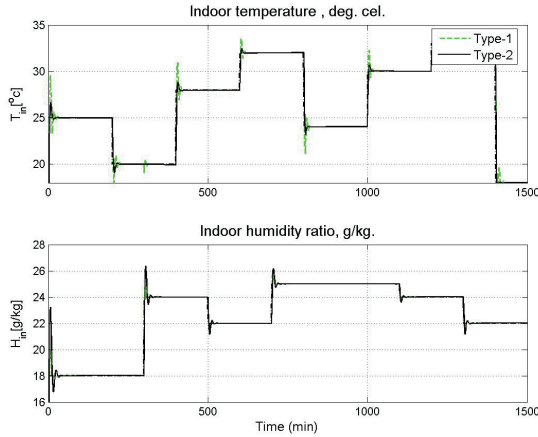 Indoor temperature , deg. cel.
Type-1
Type-2
T_in[°c]
35
30
25
20
0
500
1000
1500
Indoor humidity ratio, g/kg.
H_in[g/kg]
28
26
24
22
20
18
16
0
500
1000
1500
Time (min)